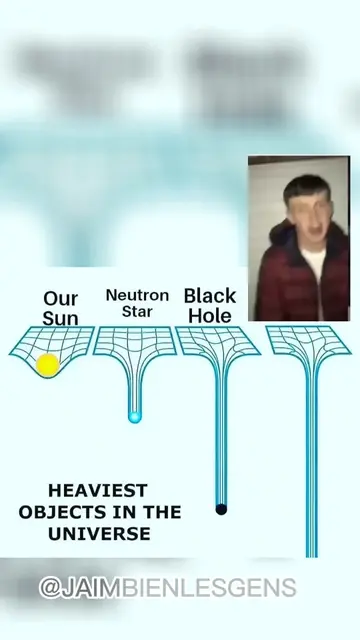 Our
Sun
Neutron
Star
Black
Hole
HEAVIEST
OBJECTS IN THE
UNIVERSE
@JAIMBIENLESGENS